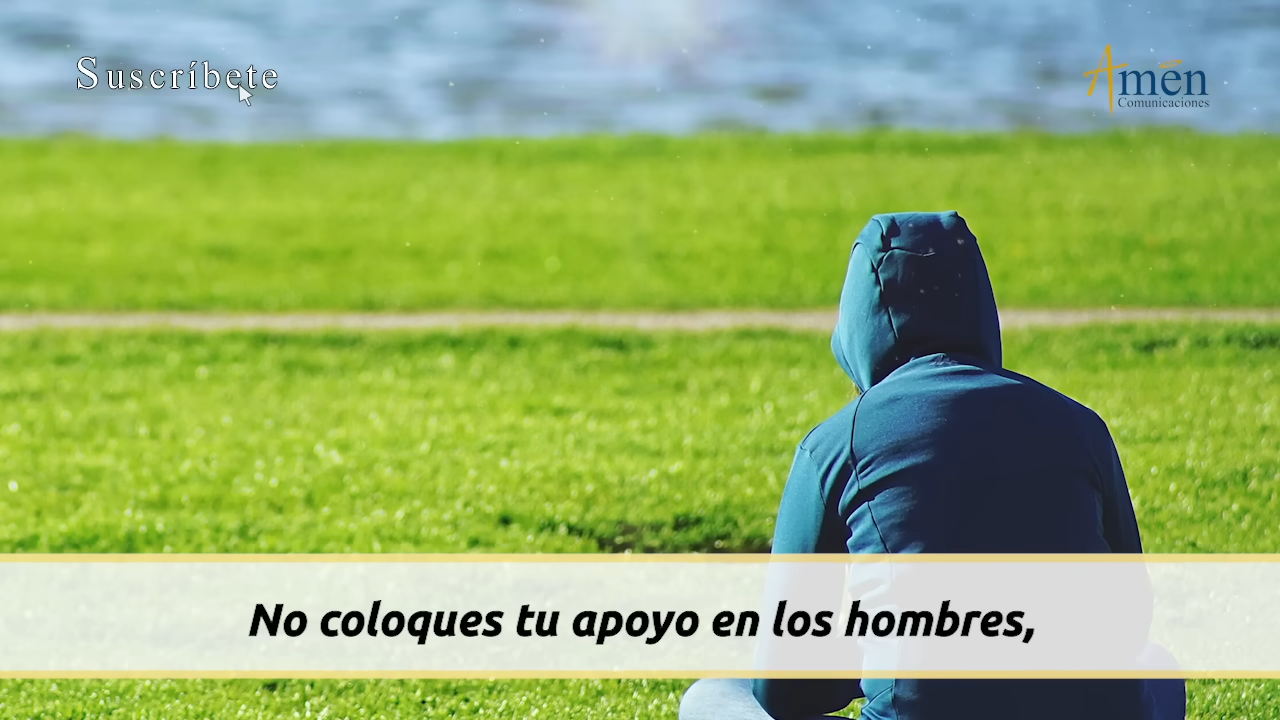 Suscríbete
Amén
Comunicaciones
No coloques tu apoyo en los hombres,